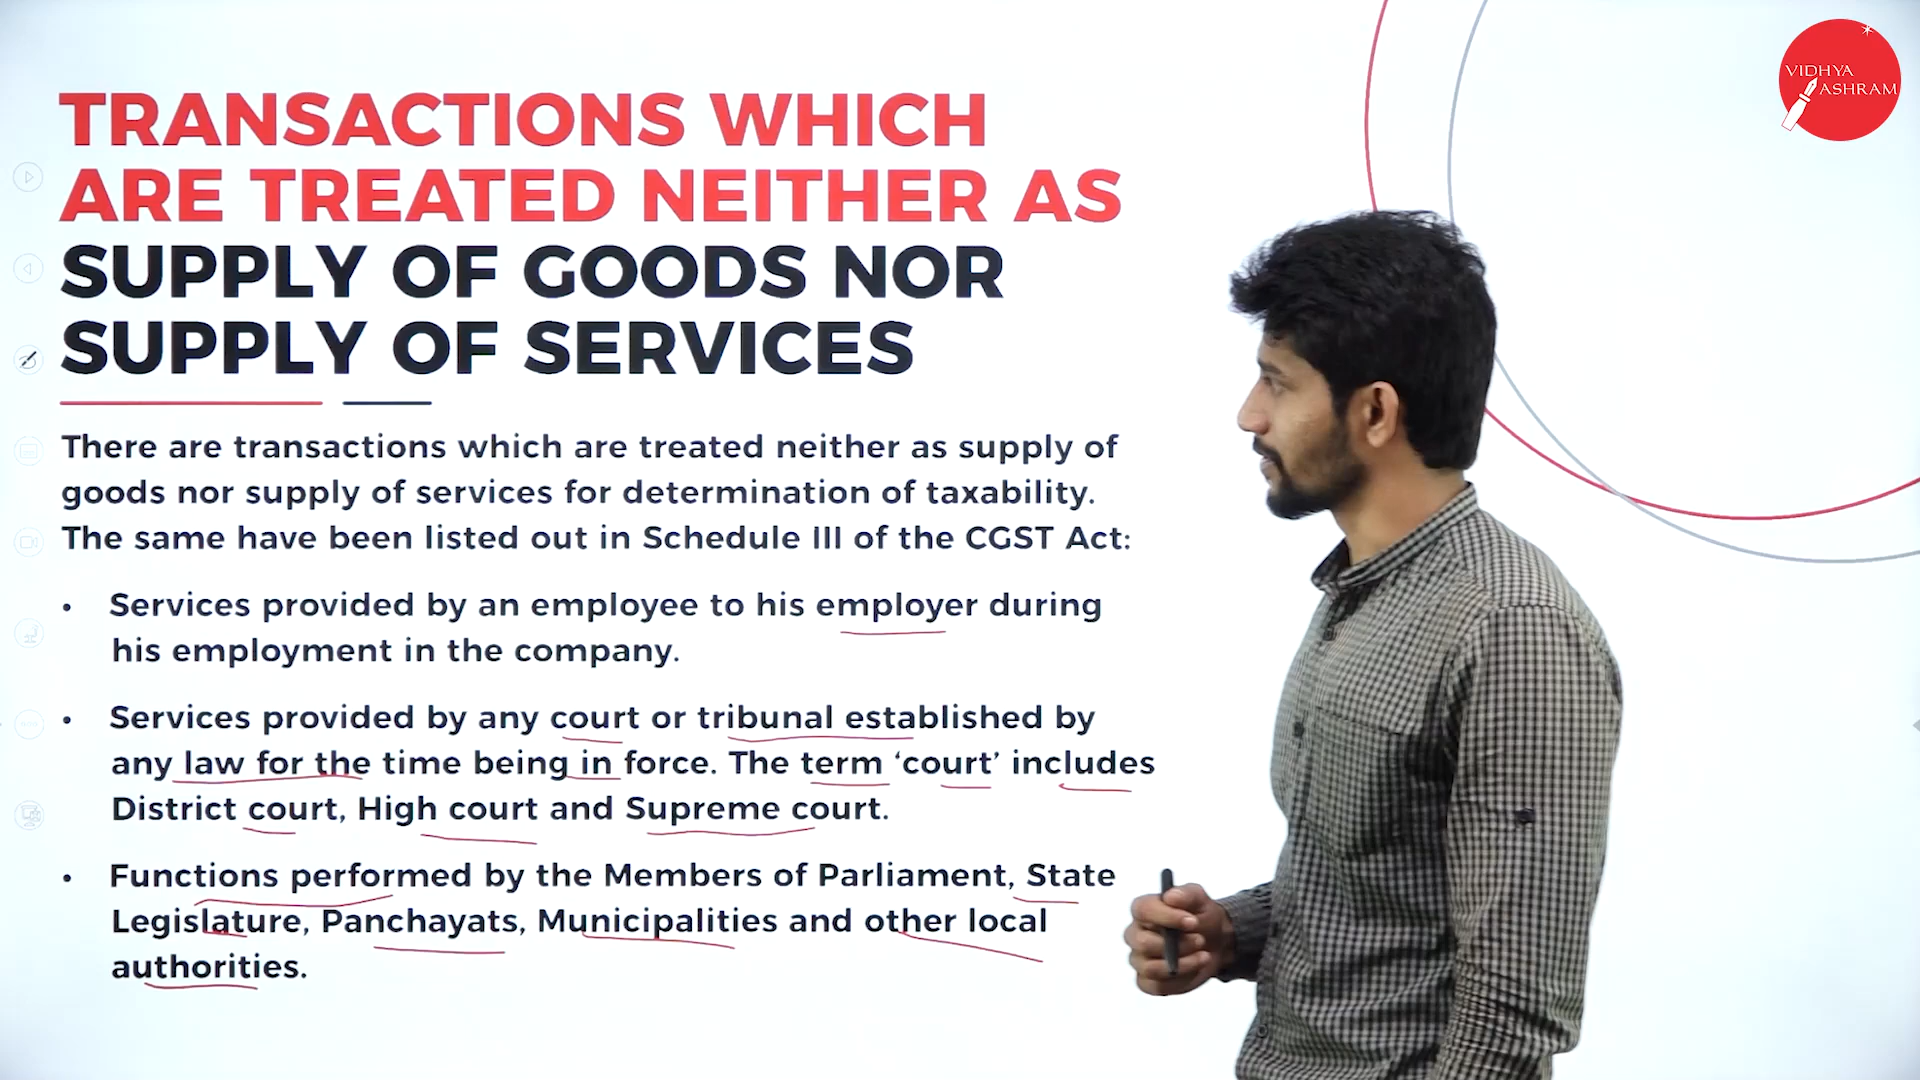 VIDHYA
ASHRAM
TRANSACTIONS WHICH
ARE TREATED NEITHER AS
SUPPLY OF GOODS NOR
SUPPLY OF SERVICES
There are transactions which are treated neither as supply of
goods nor supply of services for determination of taxability.
The same have been listed out in Schedule III of the CGST Act:
• Services provided by an employee to his employer during
his employment in the company.
• Services provided by any court or tribunal established by
any law for the time being in force. The term ‘court’ includes
District court, High court and Supreme court.
• Functions performed by the Members of Parliament, State
Legislature, Panchayats, Municipalities and other local
authorities.